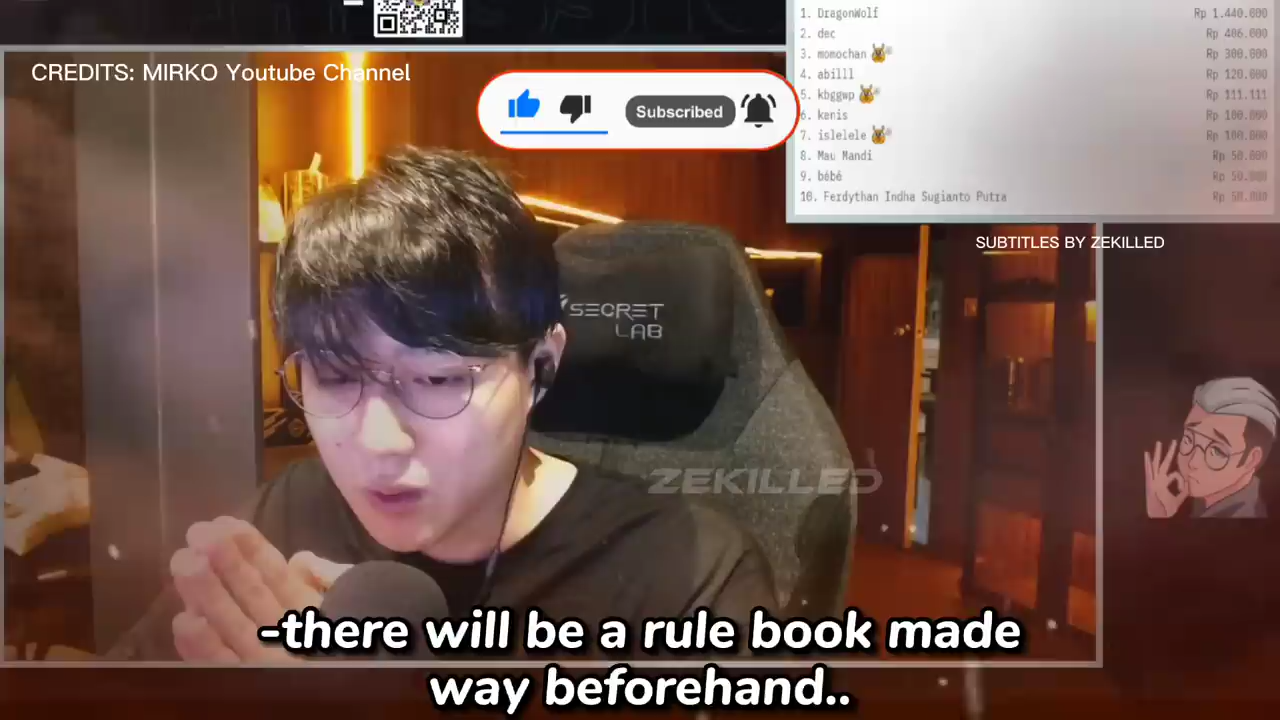 1. DragonWolf Rp 1.440.600
2. dec Rp 406.000
3. momochan Rp 300.000
4. abilll Rp 120.000
5. kbggwp Rp 111.111
6. kenis Rp 100.000
7. islelele Rp 100.000
8. Mau Mandi Rp 50.000
9. bèbè Rp 50.000
10. Ferdythan Indha Sugianto Putra Rp 50.000
CREDITS: MIRKO Youtube Channel
Subscribed
SUBTITLES BY ZEKILLED
SECRET
LAB
ZEKILLED
-there will be a rule book made
way beforehand..